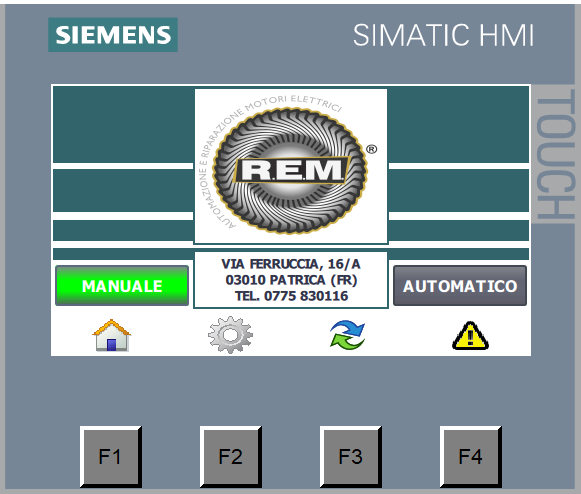 SIEMENS
SIMATIC HMI
TOUCH
AUTOMAZIONE E RIPARAZIONE MOTORI ELETTRICI
R.E.M
®
VIA FERRUCCIA, 16/A
03010 PATRICA (FR)
TEL. 0775 830116
MANUALE
AUTOMATICO
F1
F2
F3
F4